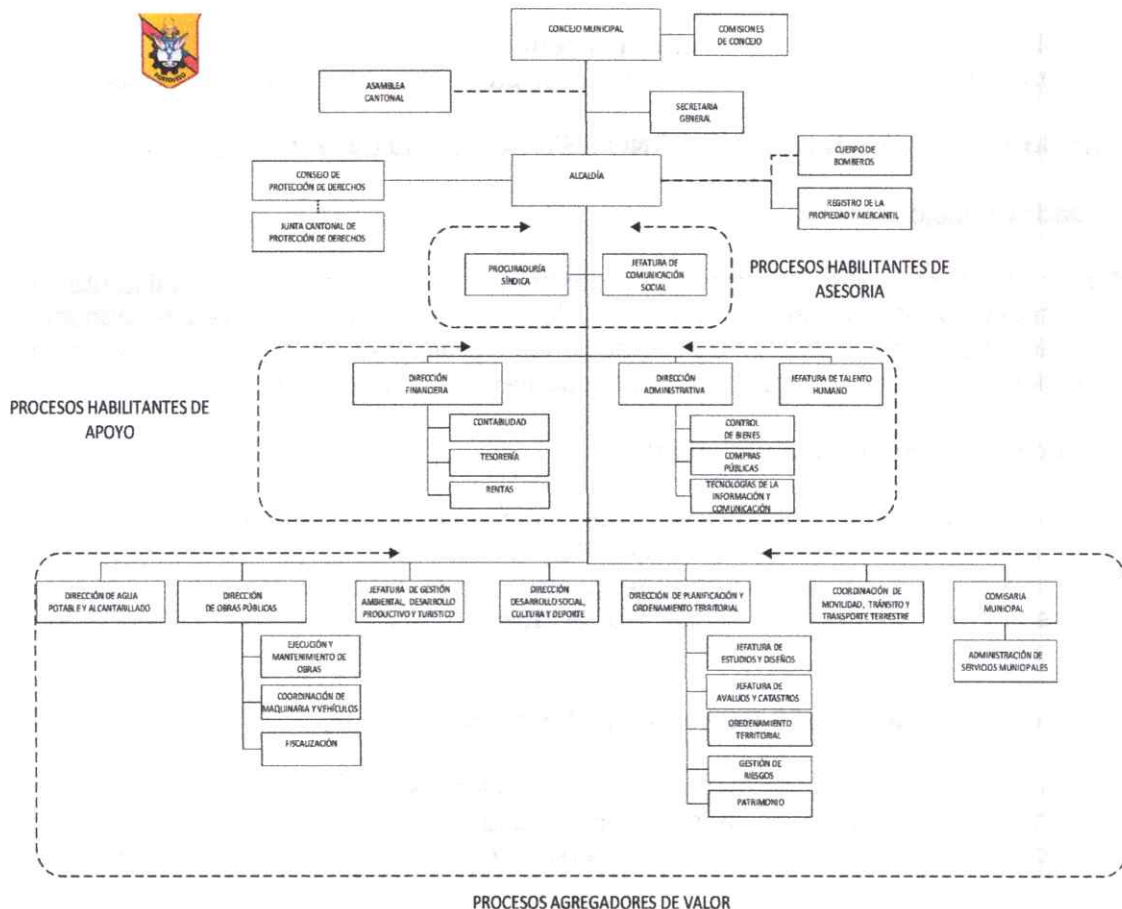 CONCEJO MUNICIPAL
COMISIONES
DE CONCEJO
PORTOVELO
ASAMBLEA
CANTONAL
SECRETARIA
GENERAL
CUERPO DE
BOMBEROS
CONSEJO DE
PROTECCIÓN DE DERECHOS
ALCALDÍA
REGISTRO DE LA
PROPIEDAD Y MERCANTIL
JUNTA CANTONAL DE
PROTECCIÓN DE DERECHOS
PROCURADURÍA
SÍNDICA
JEFATURA DE
COMUNICACIÓN
SOCIAL
PROCESOS HABILITANTES DE
ASESORIA
DIRECCIÓN
FINANCIERA
DIRECCIÓN
ADMINISTRATIVA
JEFATURA DE TALENTO
HUMANO
PROCESOS HABILITANTES DE
APOYO
CONTABILIDAD
TESORERÍA
RENTAS
CONTROL
DE BIENES
COMPRAS
PÚBLICAS
TECNOLOGÍAS DE LA
INFORMACIÓN Y
COMUNICACIÓN
DIRECCIÓN DE AGUA
POTABLE Y ALCANTARILLADO
DIRECCIÓN
DE OBRAS PÚBLICAS
JEFATURA DE GESTIÓN
AMBIENTAL, DESARROLLO
PRODUCTIVO Y TURISTICO
DIRECCIÓN
DESARROLLO SOCIAL,
CULTURA Y DEPORTE
DIRECCIÓN DE PLANIFICACIÓN Y
ORDENAMIENTO TERRITORIAL
COORDINACIÓN DE
MOVILIDAD, TRÁNSITO Y
TRANSPORTE TERRESTRE
COMISARIA
MUNICIPAL
EJECUCIÓN Y
MANTENIMIENTO DE
OBRAS
COORDINACIÓN DE
MAQUINARIA Y VEHÍCULOS
FISCALIZACIÓN
JEFATURA DE
ESTUDIOS Y DISEÑOS
JEFATURA DE
AVALUOS Y CATASTROS
OREDENAMIENTO
TERRITORIAL
GESTIÓN DE
RIESGOS
PATRIMONIO
ADMINISTRACIÓN DE
SERVICIOS MUNICIPALES
PROCESOS AGREGADORES DE VALOR